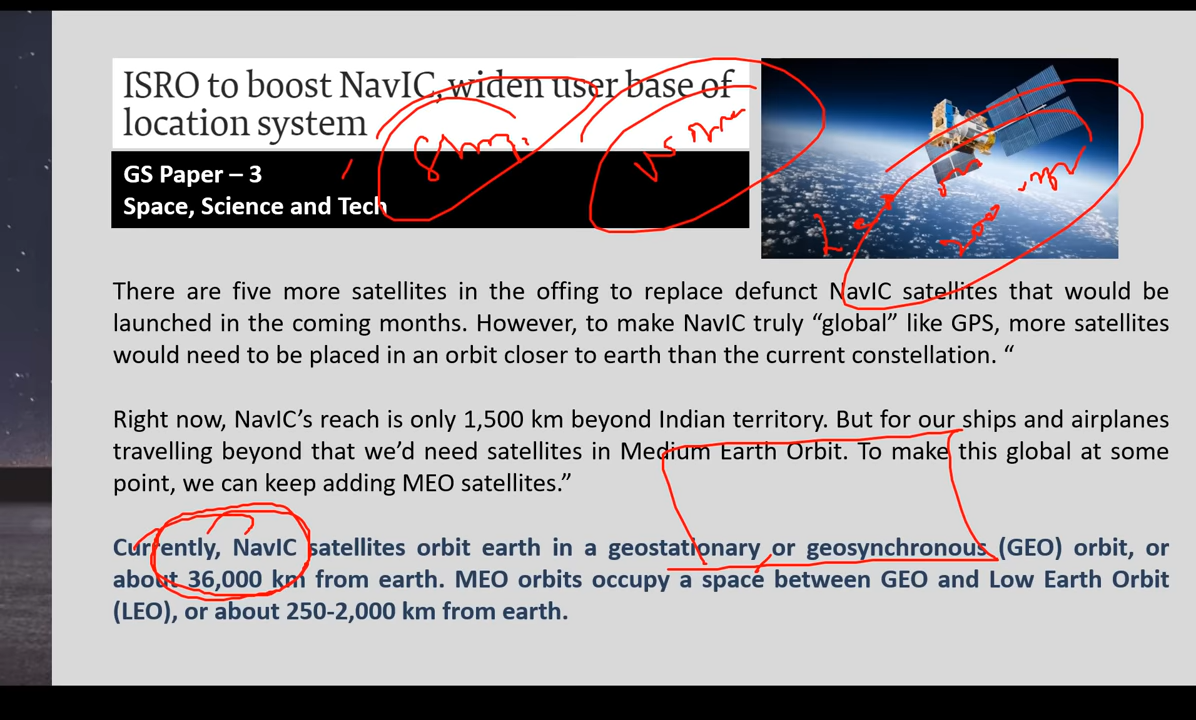 ISRO to boost NavIC, widen user base of
location system
GS Paper – 3
Space, Science and Tech
There are five more satellites in the offing to replace defunct NavIC satellites that would be
launched in the coming months. However, to make NavIC truly “global” like GPS, more satellites
would need to be placed in an orbit closer to earth than the current constellation. “
Right now, NavIC’s reach is only 1,500 km beyond Indian territory. But for our ships and airplanes
travelling beyond that we’d need satellites in Medium Earth Orbit. To make this global at some
point, we can keep adding MEO satellites.”
Currently, NavIC satellites orbit earth in a geostationary or geosynchronous (GEO) orbit, or
about 36,000 km from earth. MEO orbits occupy a space between GEO and Low Earth Orbit
(LEO), or about 250-2,000 km from earth.